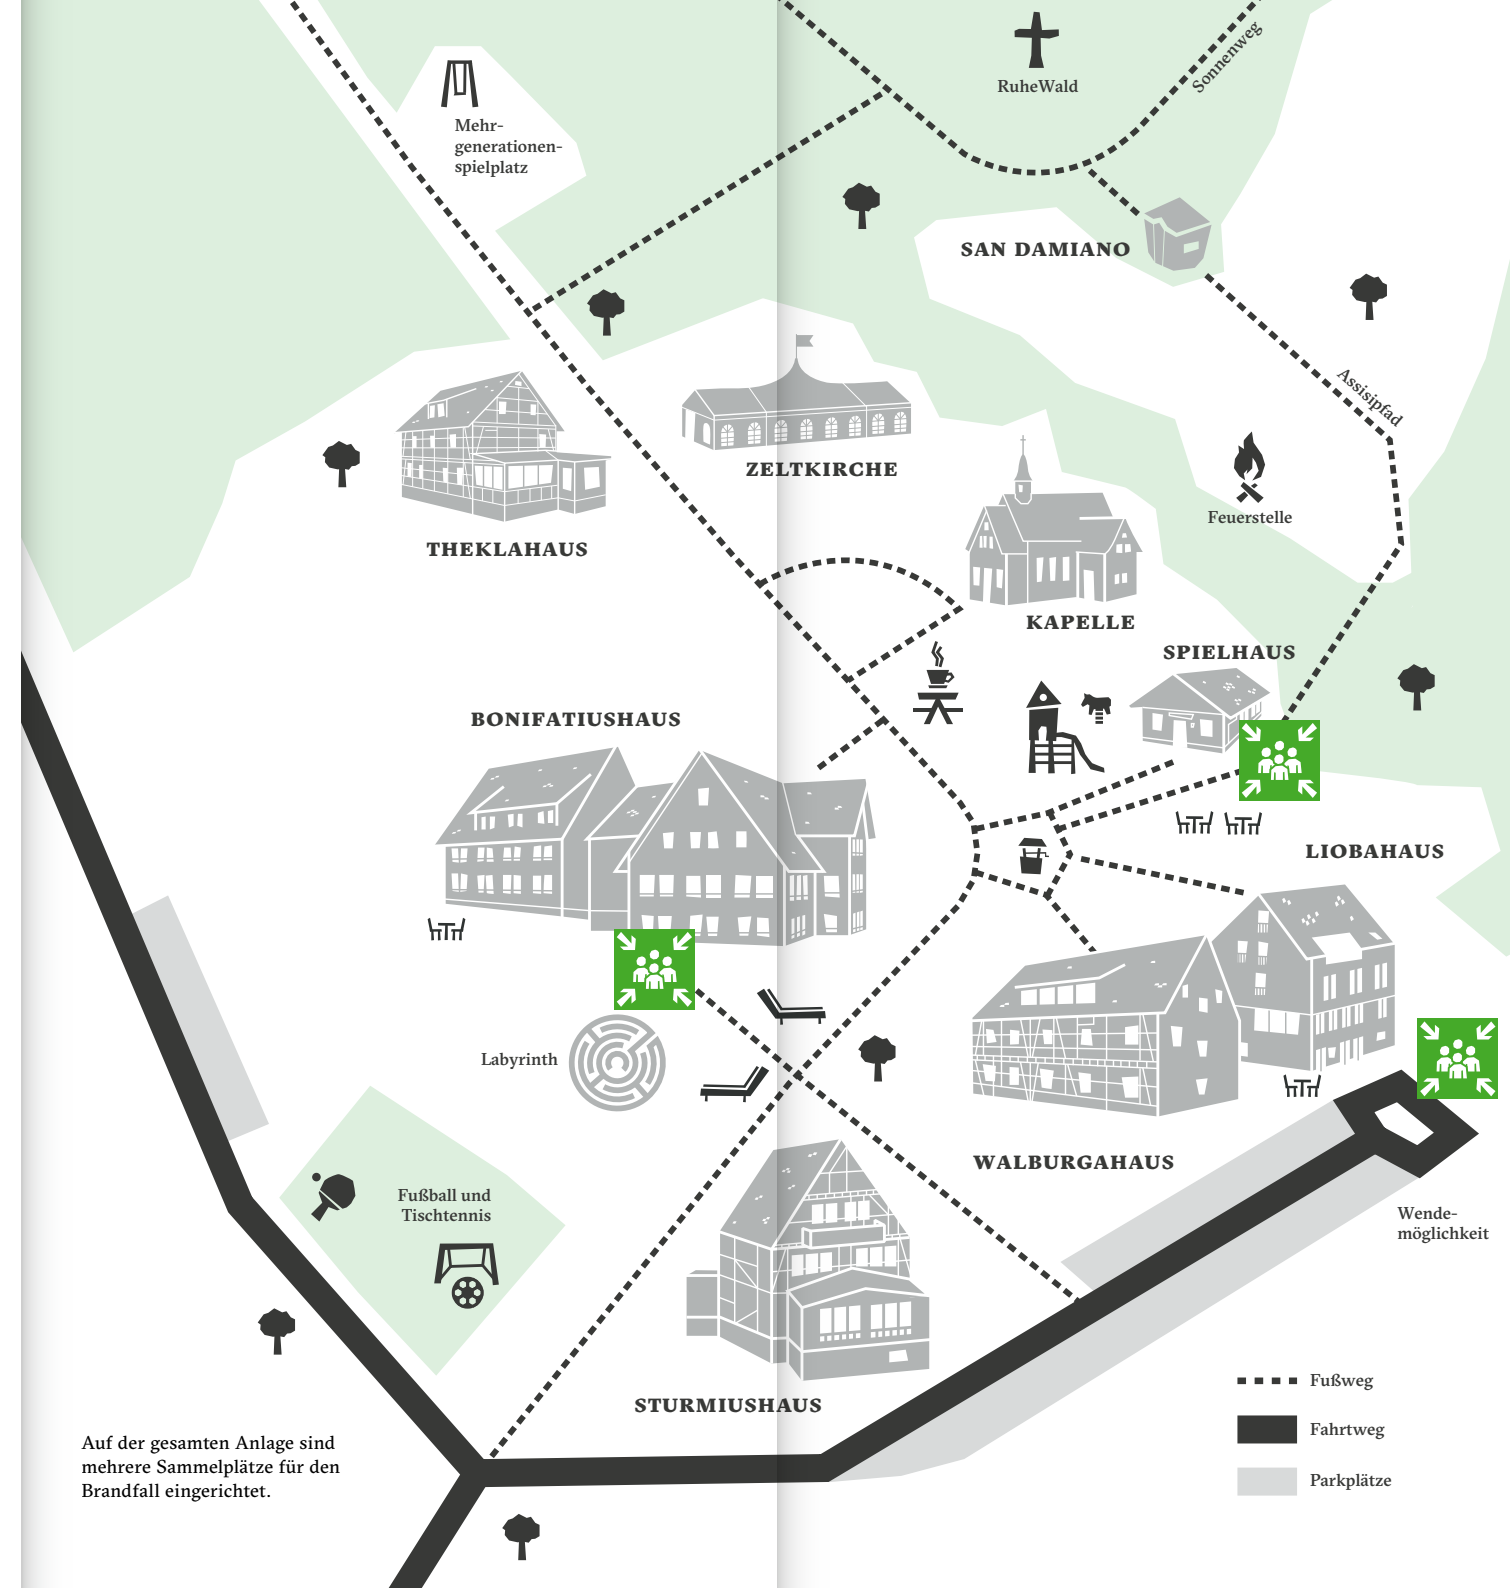 Sonnenweg
RuheWald
Mehr-
generationen-
spielplatz
SAN DAMIANO
Assisipfad
ZELTKIRCHE
Feuerstelle
THEKLAHAUS
KAPELLE
SPIELHAUS
BONIFATIUSHAUS
LIOBAHAUS
Labyrinth
WALBURGAHAUS
Fußball und
Tischtennis
Wende-
möglichkeit
STURMIUSHAUS
Fußweg
Fahrtweg
Parkplätze
Auf der gesamten Anlage sind
mehrere Sammelplätze für den
Brandfall eingerichtet.